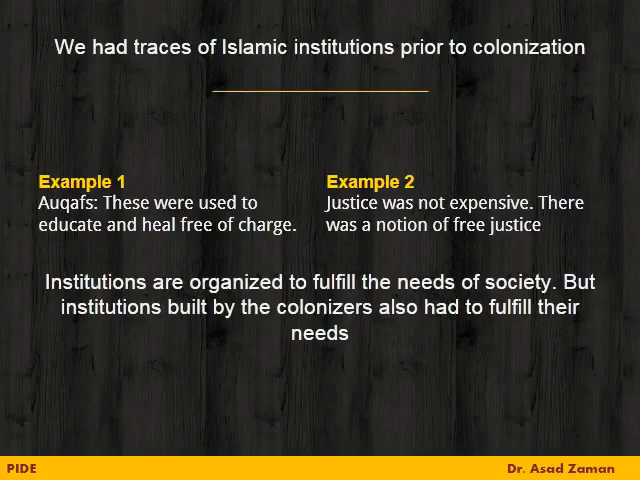 We had traces of Islamic institutions prior to colonization
Example 1
Auqafs: These were used to
educate and heal free of charge.
Example 2
Justice was not expensive. There
was a notion of free justice
Institutions are organized to fulfill the needs of society. But
institutions built by the colonizers also had to fulfill their
needs
PIDE
Dr. Asad Zaman